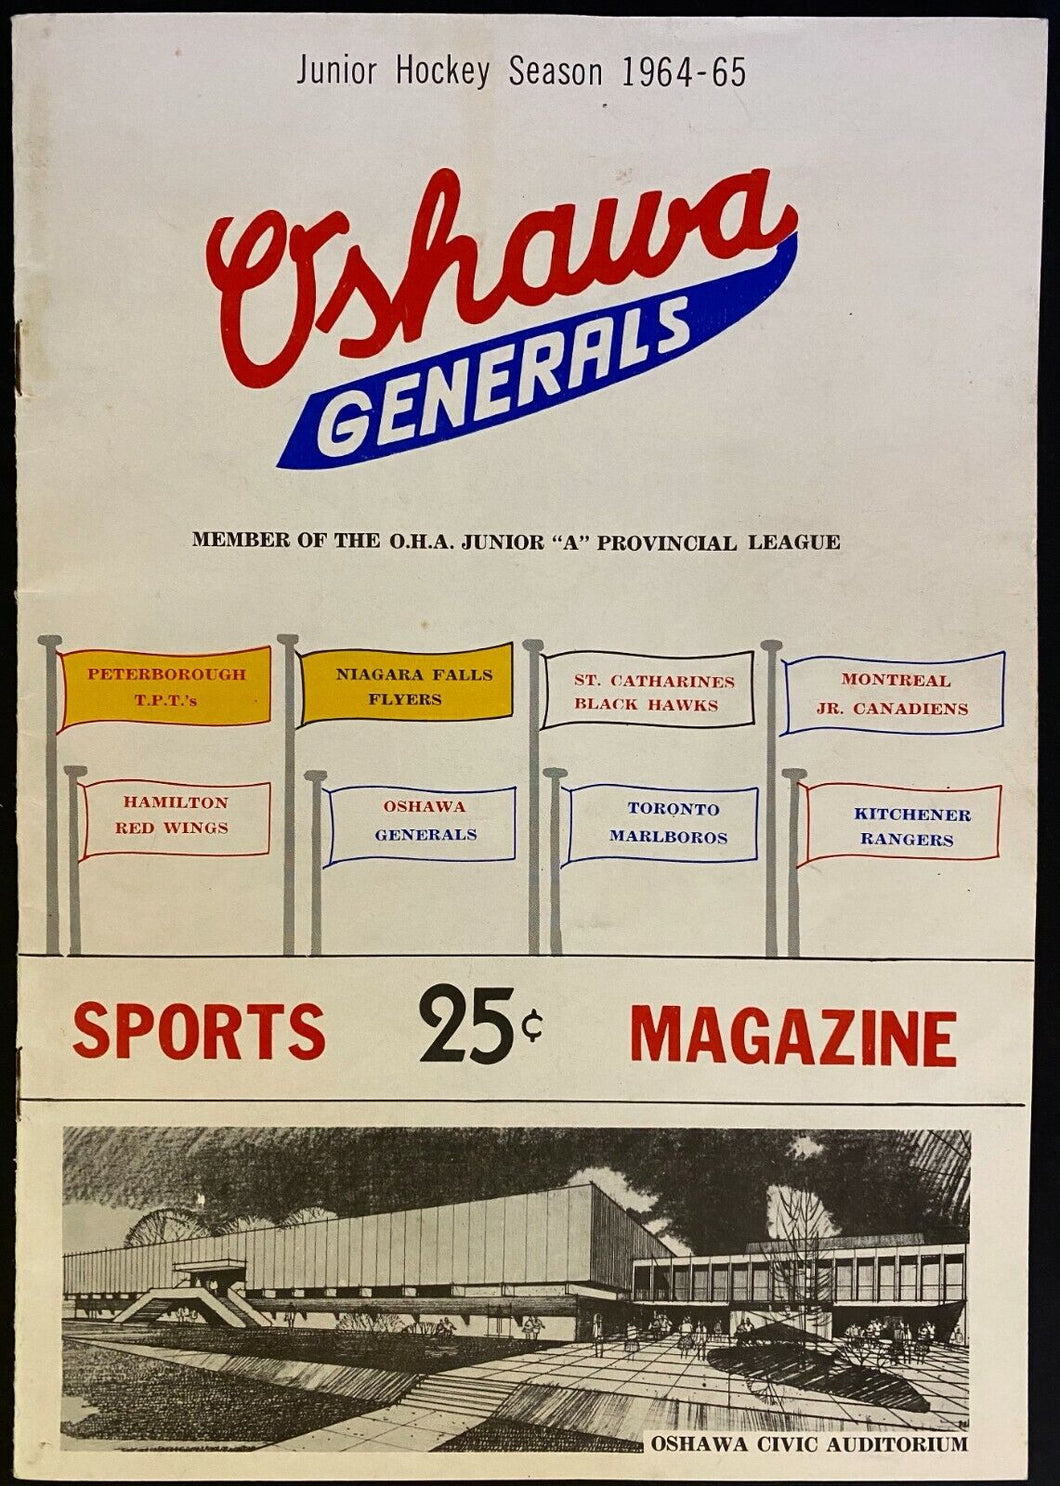 Junior Hockey Season 1964-65
Oshawa
GENERALS
MEMBER OF THE O.H.A. JUNIOR “A” PROVINCIAL LEAGUE
PETERBOROUGH
T.P.T.'s
NIAGARA FALLS
FLYERS
ST. CATHARINES
BLACK HAWKS
MONTREAL
JR. CANADIENS
HAMILTON
RED WINGS
OSHAWA
GENERALS
TORONTO
MARLBOROS
KITCHENER
RANGERS
SPORTS 25¢ MAGAZINE
OSHAWA CIVIC AUDITORIUM